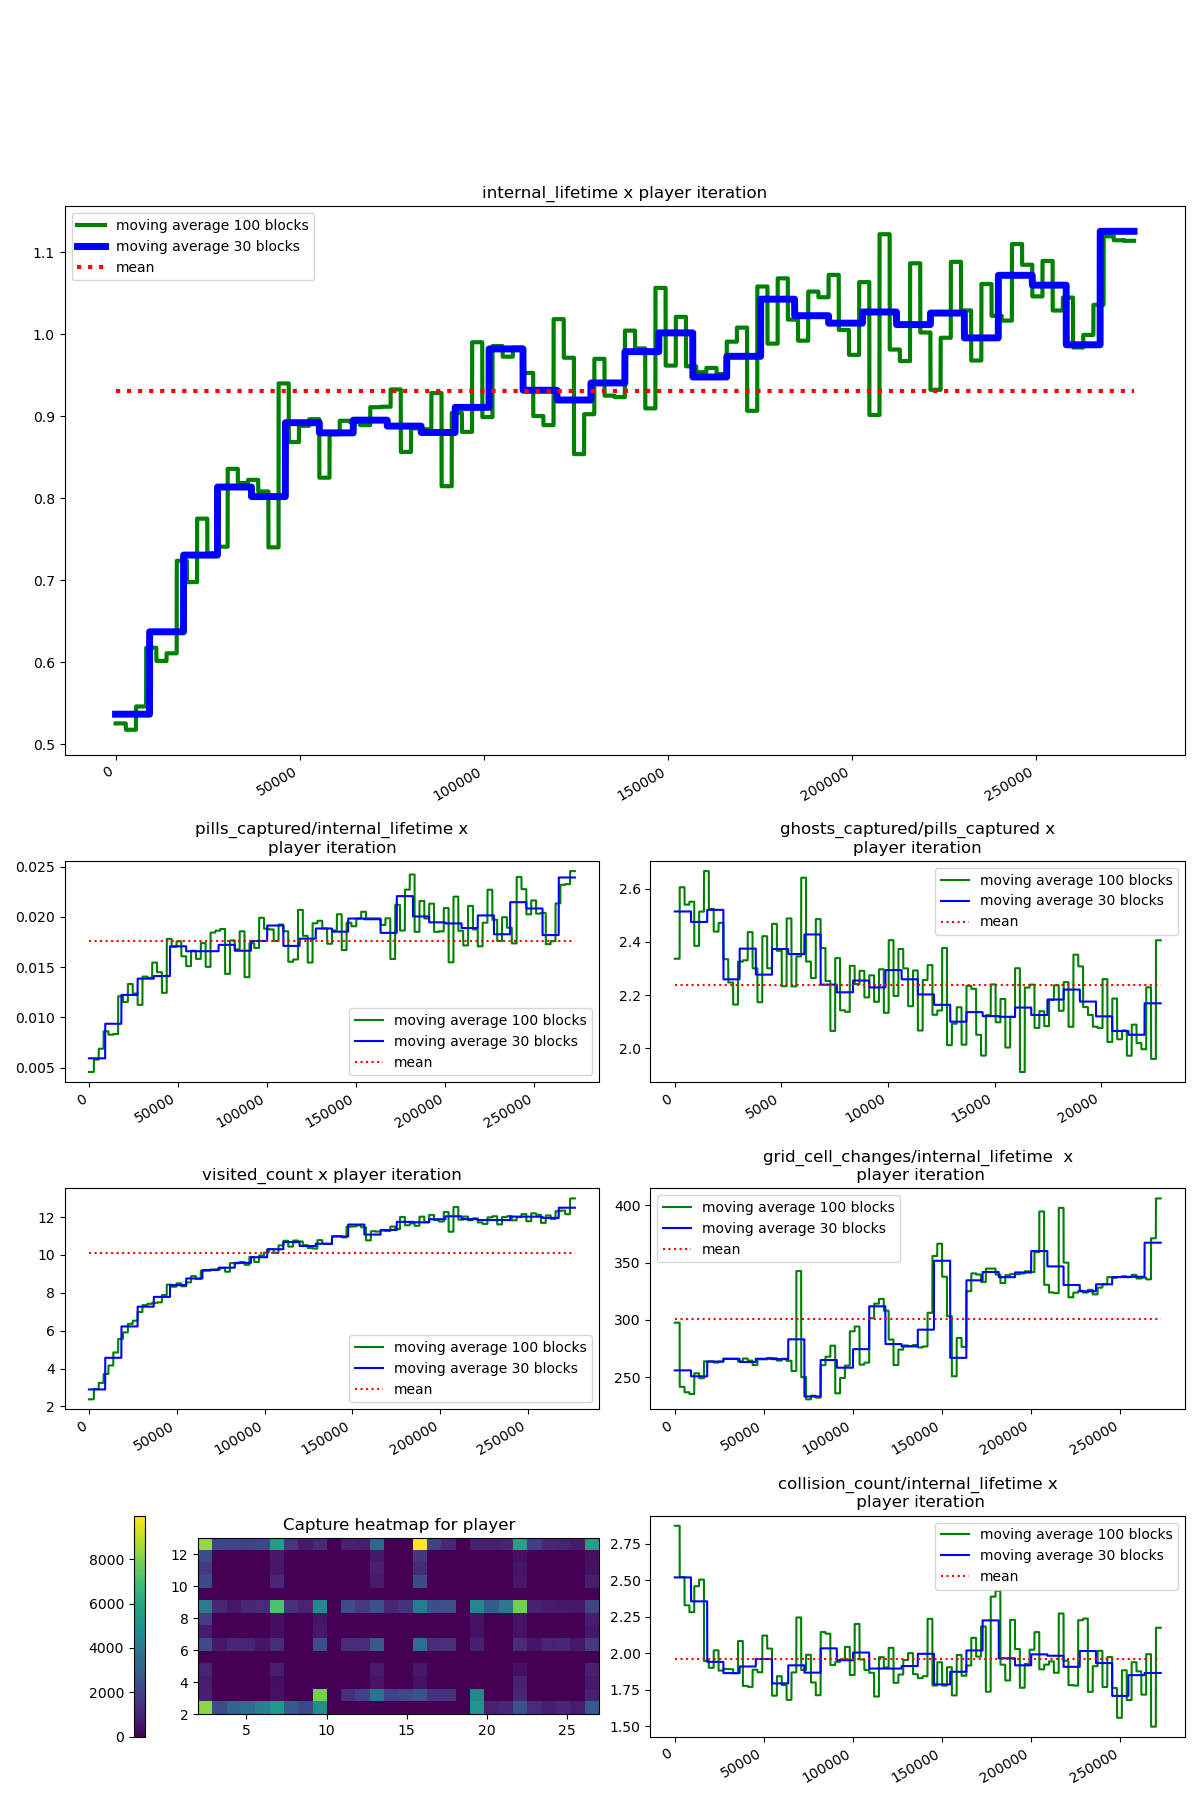 internal_lifetime x player iteration
moving average 100 blocks
moving average 30 blocks
mean
1.1
1.0
0.9
0.8
0.7
0.6
0.5
0
50000
100000
150000
200000
250000
pills_captured/internal_lifetime x
player iteration
0.025
0.020
0.015
0.010
0.005
moving average 100 blocks
moving average 30 blocks
mean
0
50000
100000
150000
200000
250000
ghosts_captured/pills_captured x
player iteration
moving average 100 blocks
moving average 30 blocks
mean
2.6
2.4
2.2
2.0
0
5000
10000
15000
20000
visited_count x player iteration
12
10
8
6
4
2
moving average 100 blocks
moving average 30 blocks
mean
0
50000
100000
150000
200000
250000
grid_cell_changes/internal_lifetime  x
player iteration
moving average 100 blocks
moving average 30 blocks
mean
400
350
300
250
0
50000
100000
150000
200000
250000
Capture heatmap for player
8000
6000
4000
2000
0
12
10
8
6
4
2
5
10
15
20
25
collision_count/internal_lifetime x
player iteration
moving average 100 blocks
moving average 30 blocks
mean
2.75
2.50
2.25
2.00
1.75
1.50
0
50000
100000
150000
200000
250000